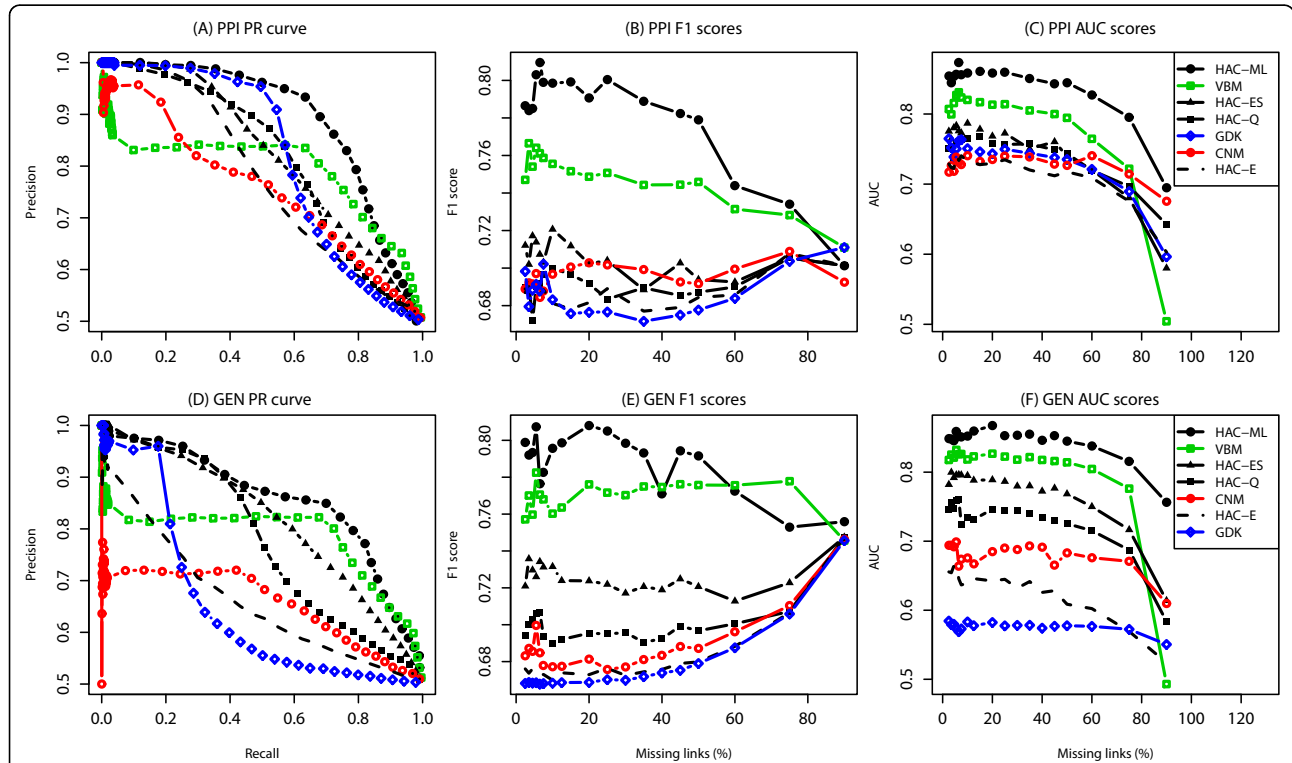 (A) PPI PR curve
Precision
1.0
0.9
0.8
0.7
0.6
0.5
0.0 0.2 0.4 0.6 0.8 1.0
(B) PPI F1 scores
F1 score
0.80
0.76
0.72
0.68
0 20 40 60 80 100
(C) PPI AUC scores
AUC
0.8
0.7
0.6
0.5
0 20 40 60 80 100 120
HAC−ML
VBM
HAC−ES
HAC−Q
GDK
CNM
HAC−E
(D) GEN PR curve
Precision
1.0
0.9
0.8
0.7
0.6
0.5
0.0 0.2 0.4 0.6 0.8 1.0
Recall
(E) GEN F1 scores
F1 score
0.80
0.76
0.72
0.68
0 20 40 60 80 100
Missing links (%)
(F) GEN AUC scores
AUC
0.8
0.7
0.6
0.5
0 20 40 60 80 100 120
Missing links (%)
HAC−ML
VBM
HAC−ES
HAC−Q
CNM
HAC−E
GDK